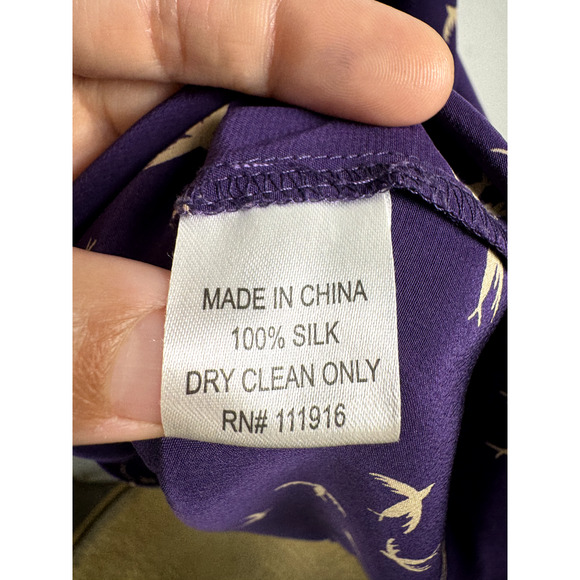 MADE IN CHINA
100% SILK
DRY CLEAN ONLY
RN# 111916